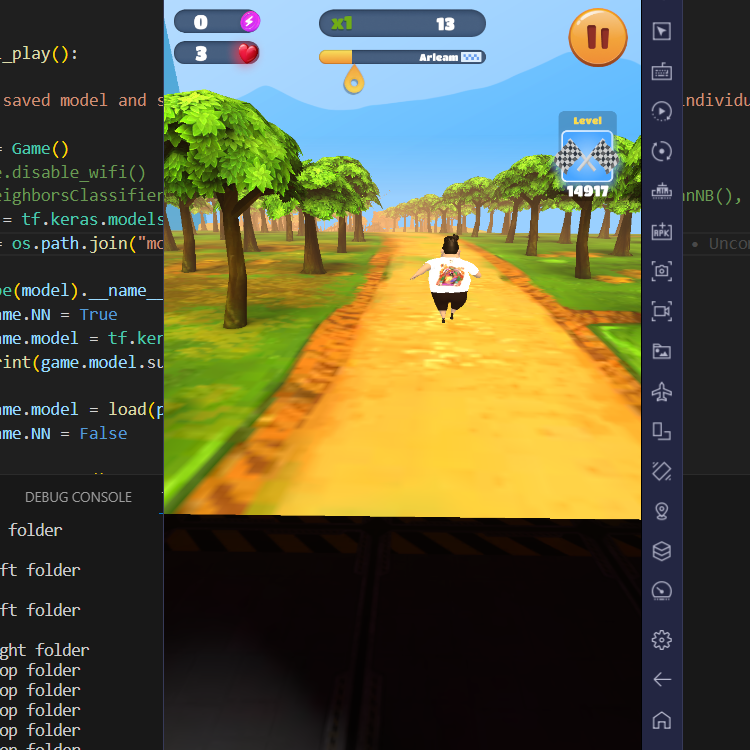 0
3
x1 13
Arleam
Level
14917
_play():
saved model and s
individu
= Game()
e.disable_wifi()
eighborsClassifier
anNB(),
= tf.keras.models
= os.path.join("mo
• Uncon
pe(model).__name__
ame.NN = True
ame.model = tf.ker
rint(game.model.su
ame.model = load(p
ame.NN = False
DEBUG CONSOLE
folder
ft folder
ft folder
ght folder
op folder
op folder
op folder
op folder
APK